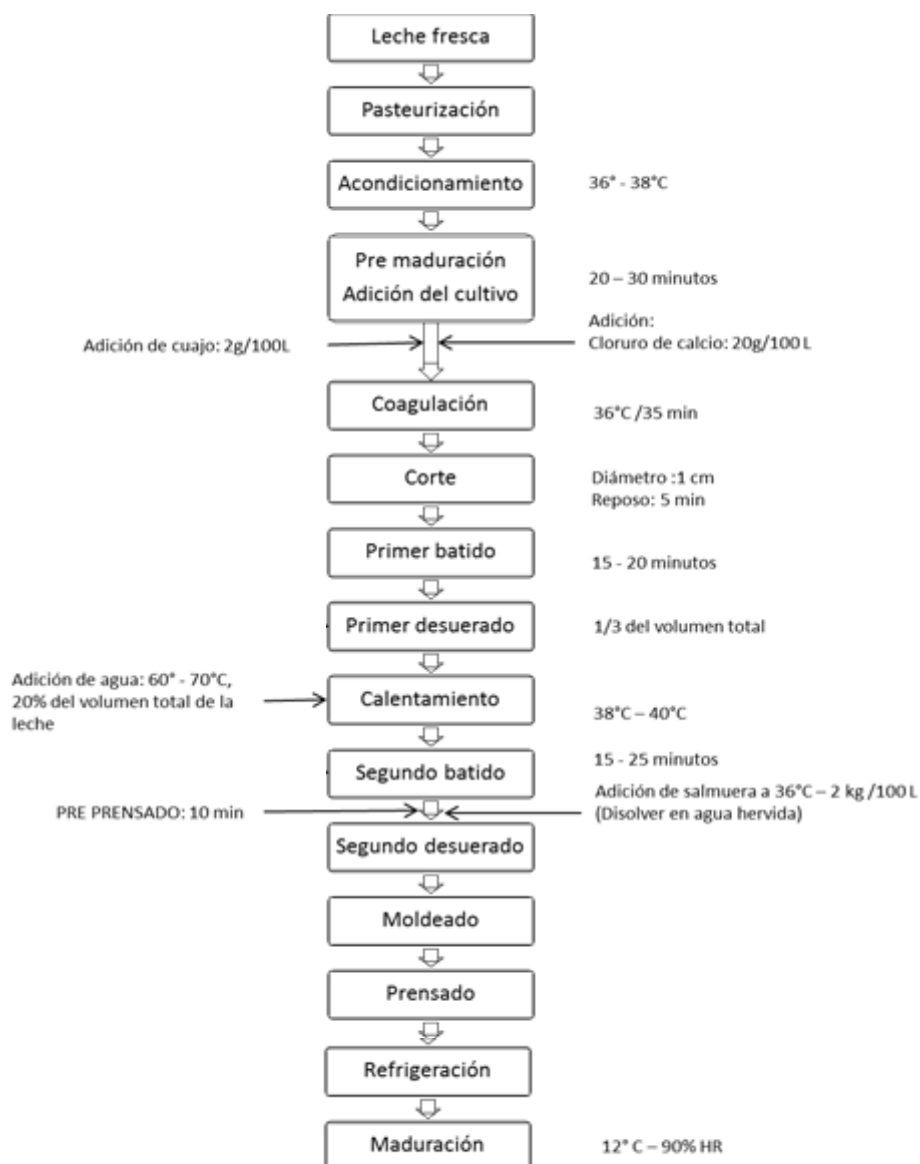 Leche fresca
Pasteurización
Acondicionamiento
36° - 38°C
Pre maduración
Adición del cultivo
20 – 30 minutos
Adición de cuajo: 2g/100L
Adición:
Cloruro de calcio: 20g/100 L
Coagulación
36°C /35 min
Corte
Diámetro :1 cm
Reposo: 5 min
Primer batido
15 - 20 minutos
Primer desuerado
1/3 del volumen total
Adición de agua: 60° - 70°C,
20% del volumen total de la
leche
Calentamiento
38°C – 40°C
Segundo batido
15 - 25 minutos
PRE PRENSADO: 10 min
Adición de salmuera a 36°C – 2 kg /100 L
(Disolver en agua hervida)
Segundo desuerado
Moldeado
Prensado
Refrigeración
Maduración
12° C – 90% HR